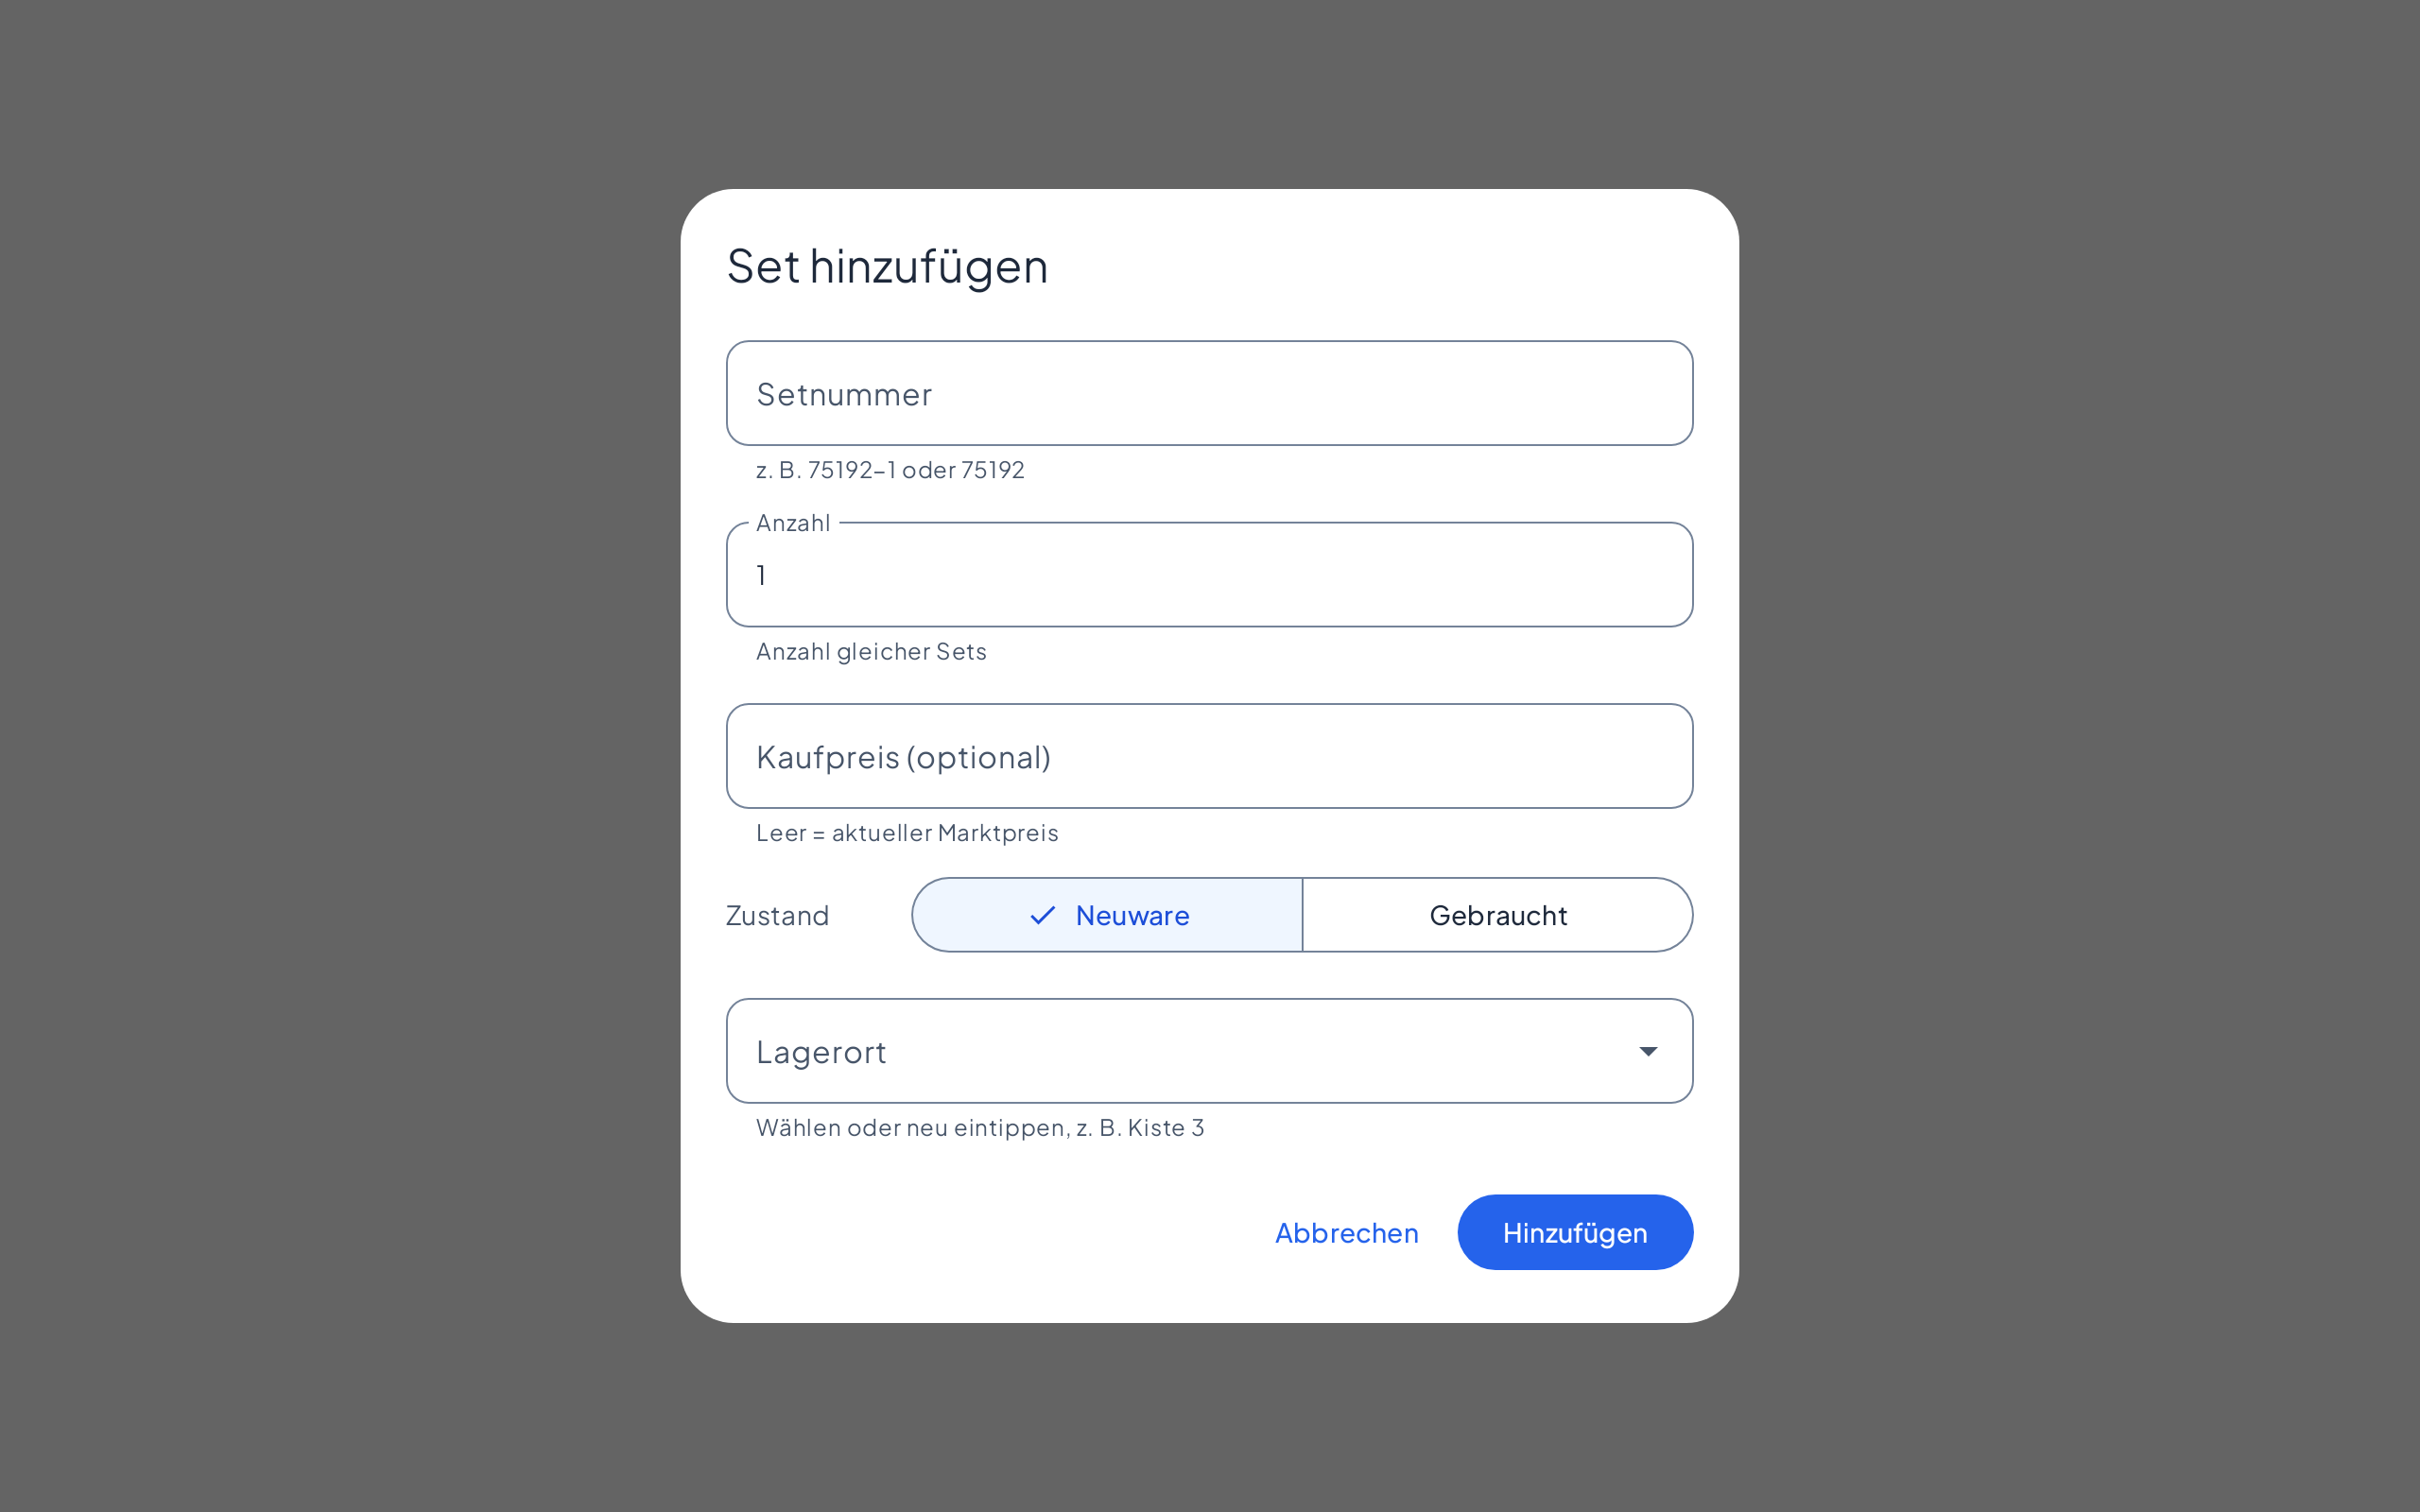 Set hinzufügen
Setnummer
z. B. 75192–1 oder 75192
Anzahl
1
Anzahl gleicher Sets
Kaufpreis (optional)
Leer = aktueller Marktpreis
Zustand Neuware Gebraucht
Lagerort
Wählen oder neu eintippen, z. B. Kiste 3
Abbrechen Hinzufügen